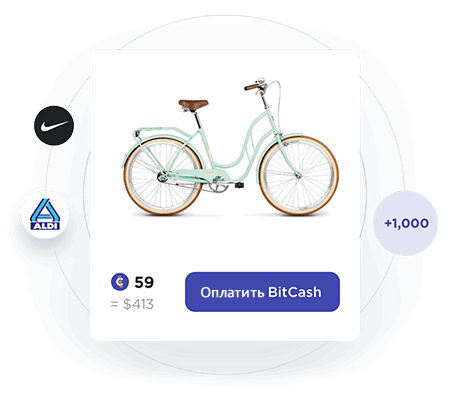 ALDI
+1,000
59
= $413
Оплатить BitCash